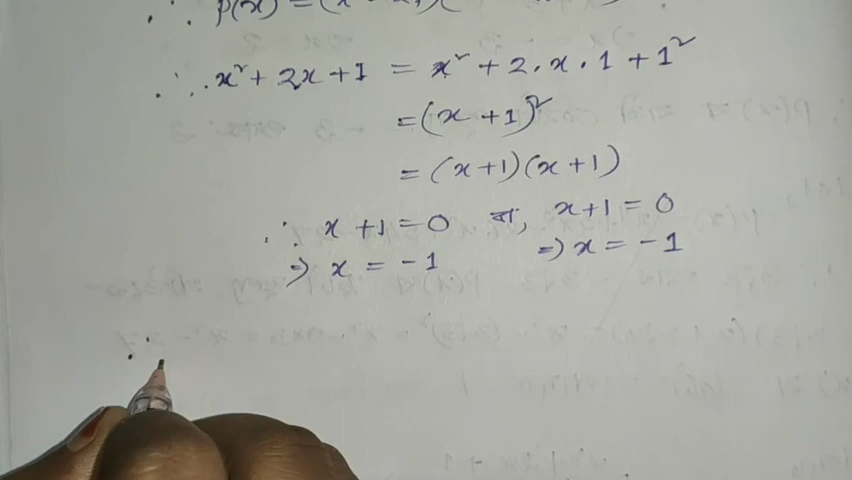 ∴ p(x) =
∴ x² + 2x + 1 = x² + 2.x.1 + 1²
= (x + 1)²
= (x+1)(x+1)
∴ x + 1 = 0 বা, x+1 = 0
⇒ x = -1 ⇒ x = -1
∴